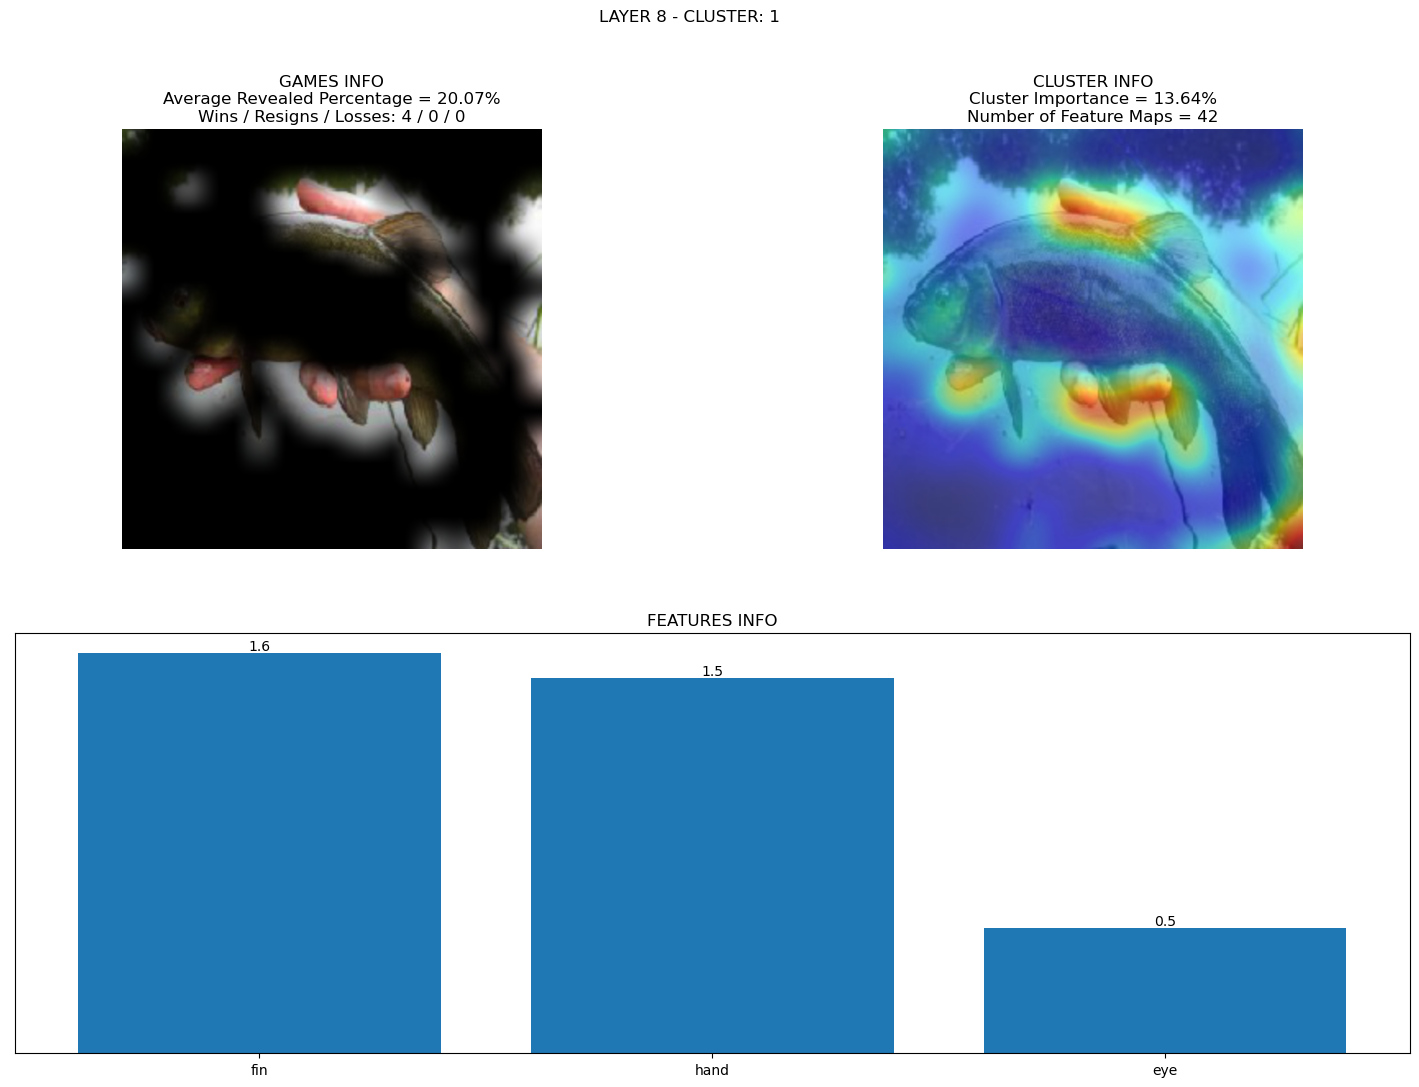 LAYER 8 - CLUSTER: 1
GAMES INFO
Average Revealed Percentage = 20.07%
Wins / Resigns / Losses: 4 / 0 / 0
CLUSTER INFO
Cluster Importance = 13.64%
Number of Feature Maps = 42
FEATURES INFO
1.6
1.5
0.5
fin
hand
eye